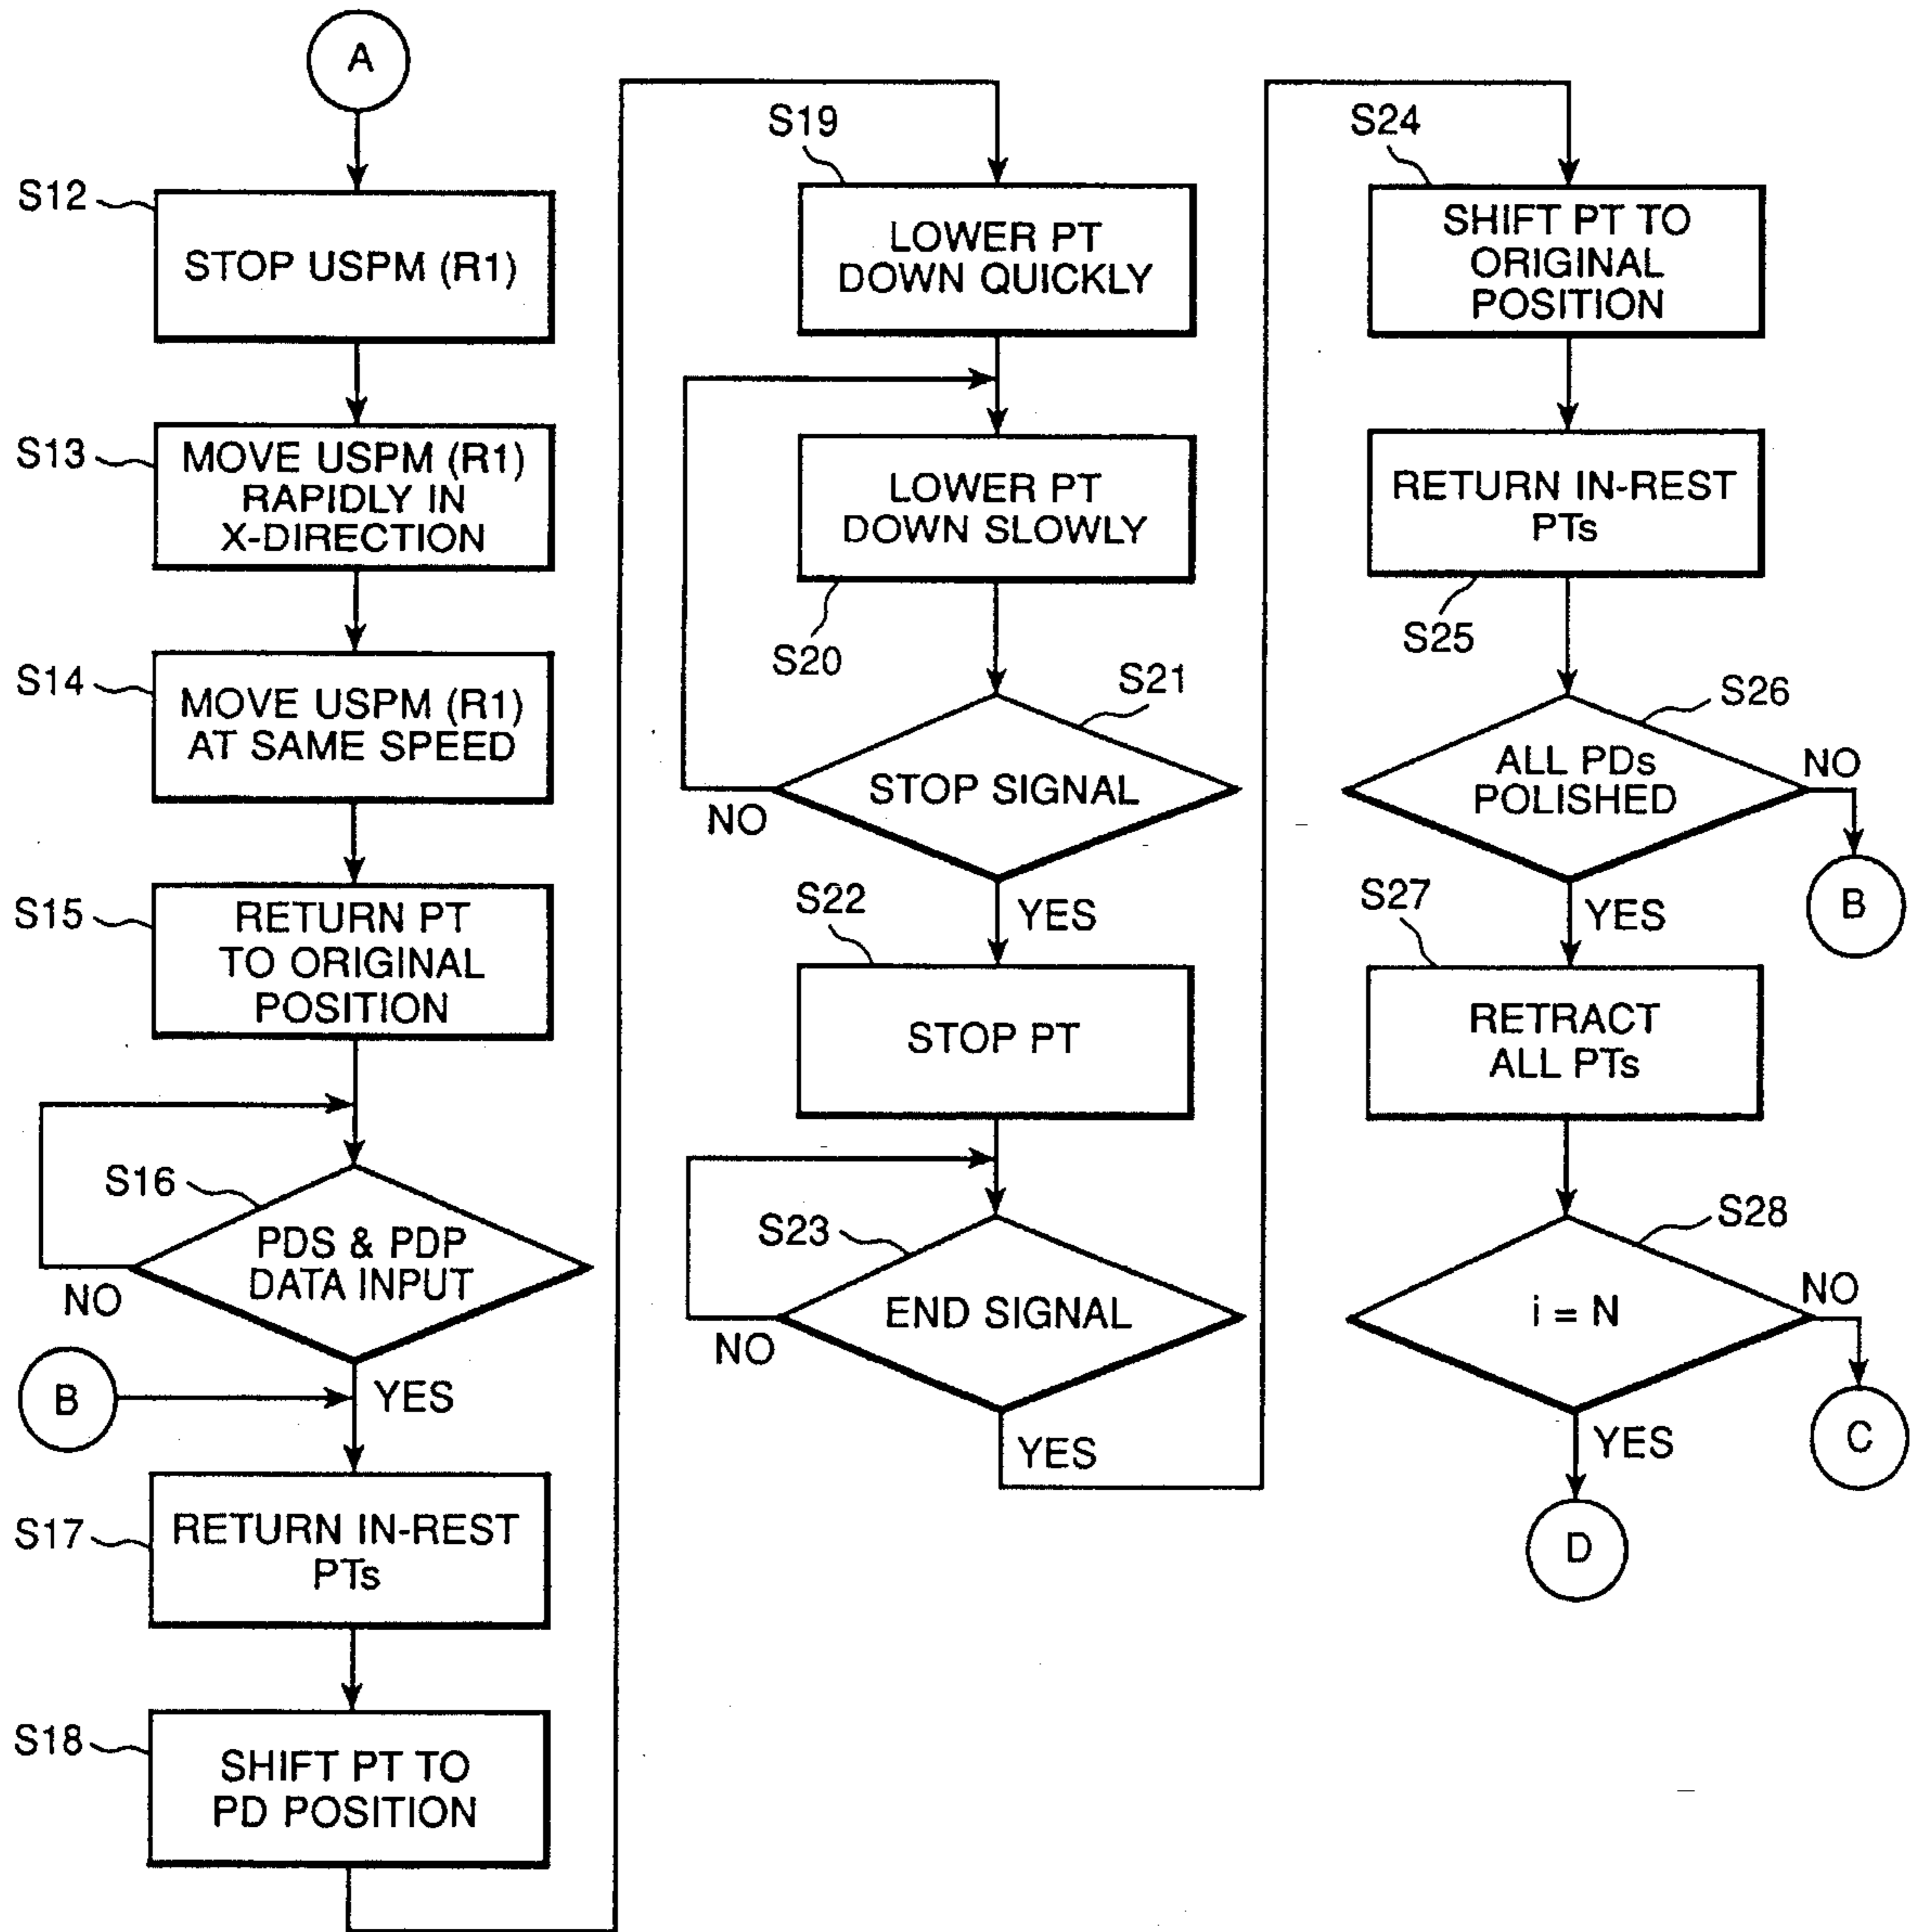 A
S12
STOP USPM (R1)
S13
MOVE USPM (R1)
RAPIDLY IN
X-DIRECTION
S14
MOVE USPM (R1)
AT SAME SPEED
S15
RETURN PT
TO ORIGINAL
POSITION
S16
PDS & PDP
DATA INPUT
NO
YES
B
S17
RETURN IN-REST
PTs
S18
SHIFT PT TO
PD POSITION
S19
LOWER PT
DOWN QUICKLY
LOWER PT
DOWN SLOWLY
S20
S21
STOP SIGNAL
NO
YES
S22
STOP PT
S23
END SIGNAL
NO
YES
S24
SHIFT PT TO
ORIGINAL
POSITION
RETURN IN-REST
PTs
S25
S26
ALL PDs
POLISHED
NO
B
YES
S27
RETRACT
ALL PTs
S28
i = N
NO
C
YES
D